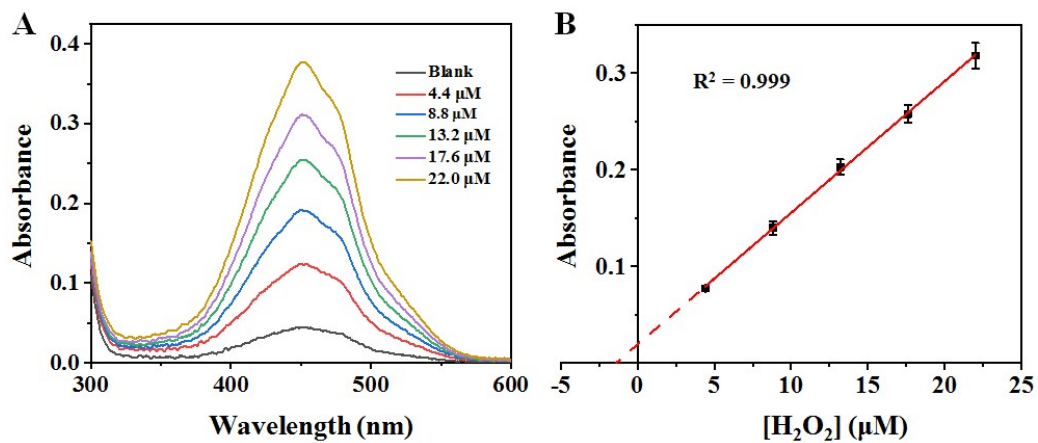 A
Absorbance
0.4
0.3
0.2
0.1
0.0
300
400
500
600
Wavelength (nm)
Blank
4.4 μM
8.8 μM
13.2 μM
17.6 μM
22.0 μM
B
Absorbance
0.3
0.2
0.1
-5
0
5
10
15
20
25
[H₂O₂] (μM)
R² = 0.999